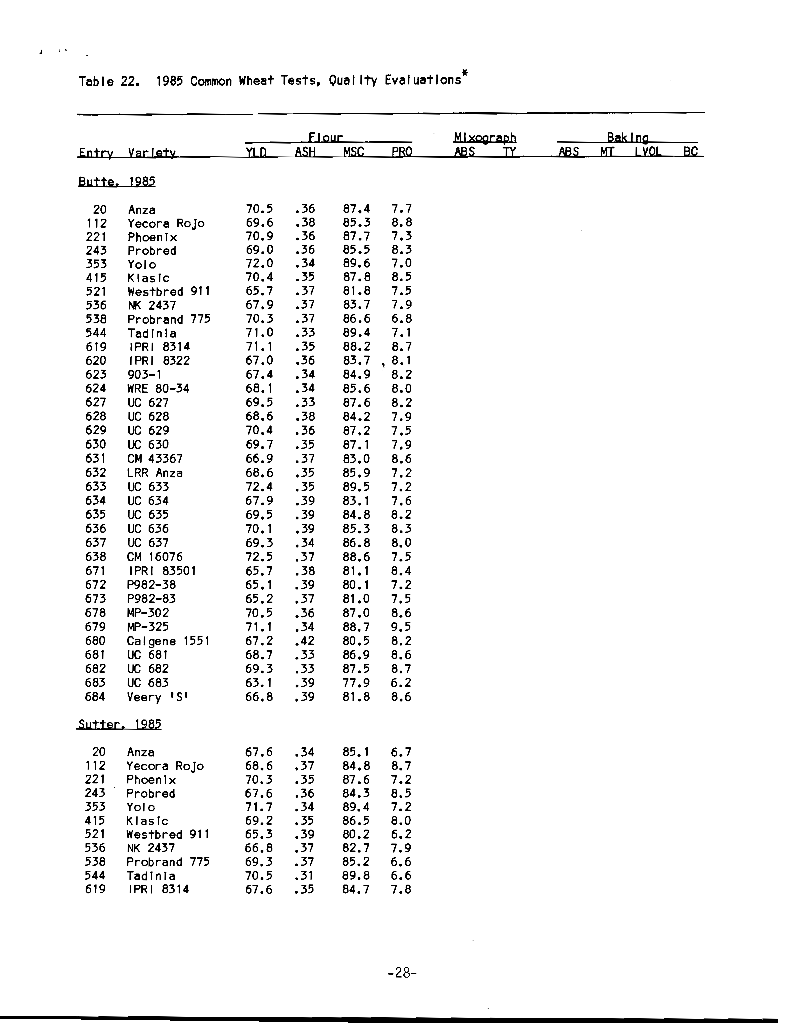 Table 22. 1985 Common Wheat Tests, Quality Evaluations*
Flour Mixograph Baking
Entry Variety YLD ASH MSC PRO ABS TY ABS MT LVOL BC
Butte, 1985
20 Anza 70.5 .36 87.4 7.7
112 Yecora Rojo 69.6 .38 85.3 8.8
221 Phoenix 70.9 .36 87.7 7.3
243 Probred 69.0 .36 85.5 8.3
353 Yolo 72.0 .34 89.6 7.0
415 Klasic 70.4 .35 87.8 8.5
521 Westbred 911 65.7 .37 81.8 7.5
536 NK 2437 67.9 .37 83.7 7.9
538 Probrand 775 70.3 .37 86.6 6.8
544 Tadinia 71.0 .33 89.4 7.1
619 IPRI 8314 71.1 .35 88.2 8.7
620 IPRI 8322 67.0 .36 83.7 , 8.1
623 903-1 67.4 .34 84.9 8.2
624 WRE 80-34 68.1 .34 85.6 8.0
627 UC 627 69.5 .33 87.6 8.2
628 UC 628 68.6 .38 84.2 7.9
629 UC 629 70.4 .36 87.2 7.5
630 UC 630 69.7 .35 87.1 7.9
631 CM 43367 66.9 .37 83.0 8.6
632 LRR Anza 68.6 .35 85.9 7.2
633 UC 633 72.4 .35 89.5 7.2
634 UC 634 67.9 .39 83.1 7.6
635 UC 635 69.5 .39 84.8 8.2
636 UC 636 70.1 .39 85.3 8.3
637 UC 637 69.3 .34 86.8 8.0
638 CM 16076 72.5 .37 88.6 7.5
671 IPRI 83501 65.7 .38 81.1 8.4
672 P982-38 65.1 .39 80.1 7.2
673 P982-83 65.2 .37 81.0 7.5
678 MP-302 70.5 .36 87.0 8.6
679 MP-325 71.1 .34 88.7 9.5
680 Calgene 1551 67.2 .42 80.5 8.2
681 UC 681 68.7 .33 86.9 8.6
682 UC 682 69.3 .33 87.5 8.7
683 UC 683 63.1 .39 77.9 6.2
684 Veery 'S' 66.8 .39 81.8 8.6
Sutter, 1985
20 Anza 67.6 .34 85.1 6.7
112 Yecora Rojo 68.6 .37 84.8 8.7
221 Phoenix 70.3 .35 87.6 7.2
243 Probred 67.6 .36 84.3 8.5
353 Yolo 71.7 .34 89.4 7.2
415 Klasic 69.2 .35 86.5 8.0
521 Westbred 911 65.3 .39 80.2 6.2
536 NK 2437 66.8 .37 82.7 7.9
538 Probrand 775 69.3 .37 85.2 6.6
544 Tadinia 70.5 .31 89.8 6.6
619 IPRI 8314 67.6 .35 84.7 7.8
-28-